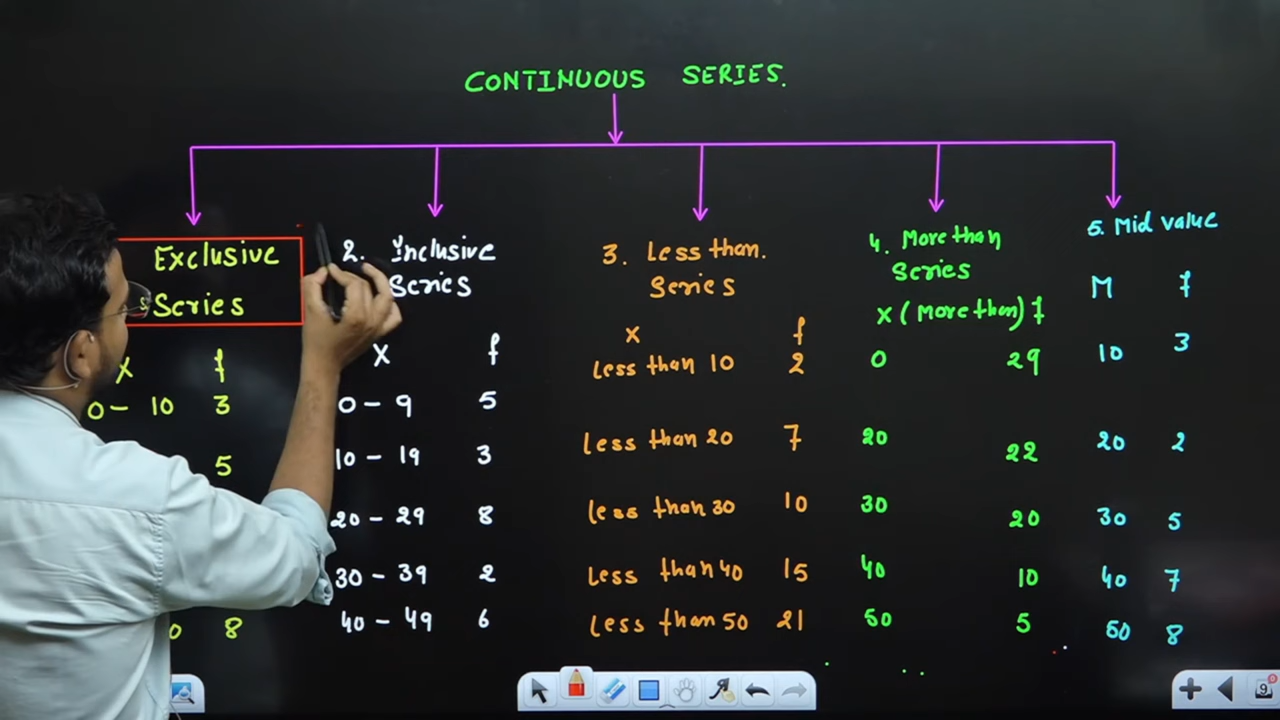 CONTINUOUS SERIES.
Exclusive
Series
X f
0 - 10 3
5
0 8
2. Inclusive
Series
X f
0 - 9 5
10 - 19 3
20 - 29 8
30 - 39 2
40 - 49 6
3. Less than.
Series
X f
Less than 10 2
Less than 20 7
Less than 30 10
Less than 40 15
Less than 50 21
4. More than
Series
X (More than) f
0 29
20 22
30 20
40 10
50 5
5. Mid value
M f
10 3
20 2
30 5
40 7
50 8
9